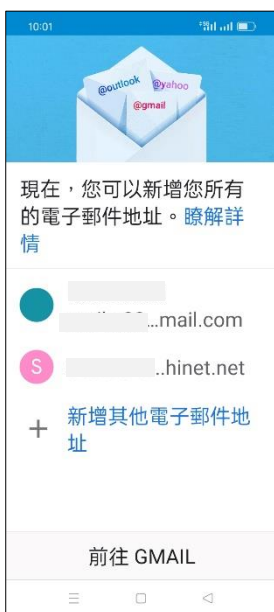 10:01
@outlook
@yahoo
@gmail
現在，您可以新增您所有
的電子郵件地址。瞭解詳
情
...mail.com
S
..hinet.net
+ 新增其他電子郵件地
址
前往 GMAIL